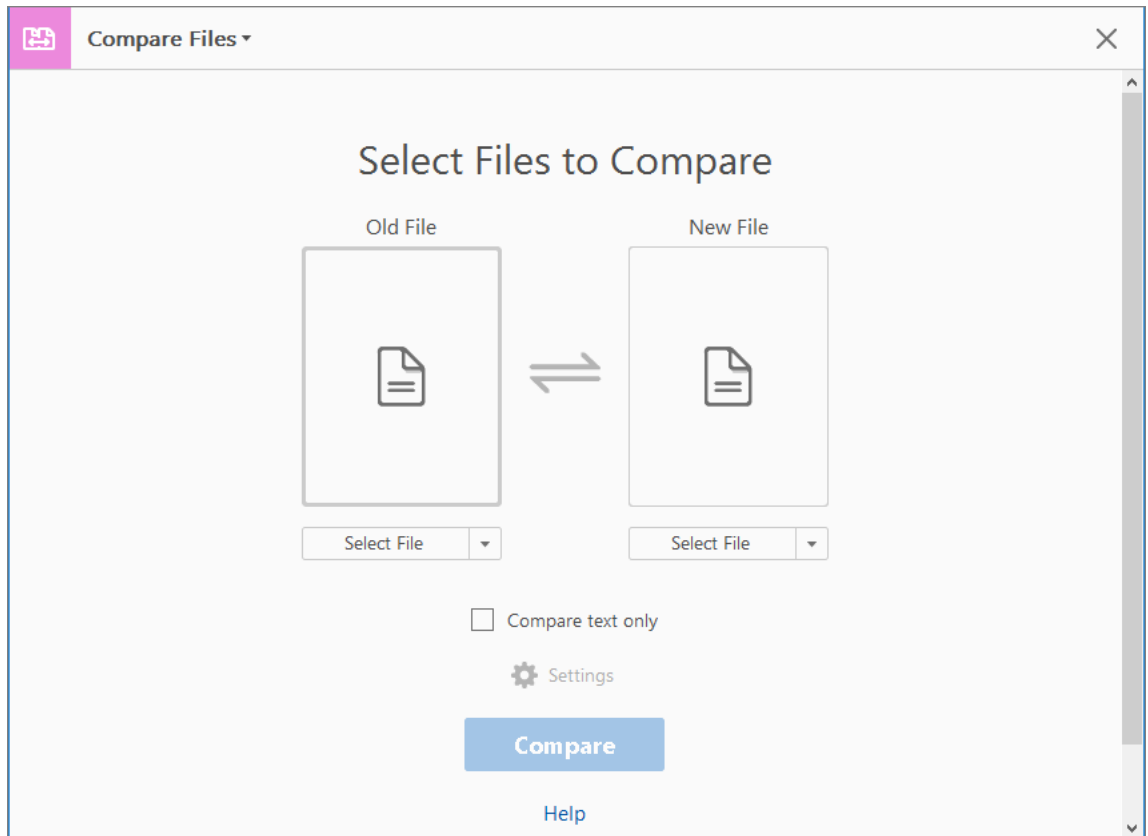 Compare Files
Select Files to Compare
Old File
New File
Select File
Select File
Compare text only
Settings
Compare
Help